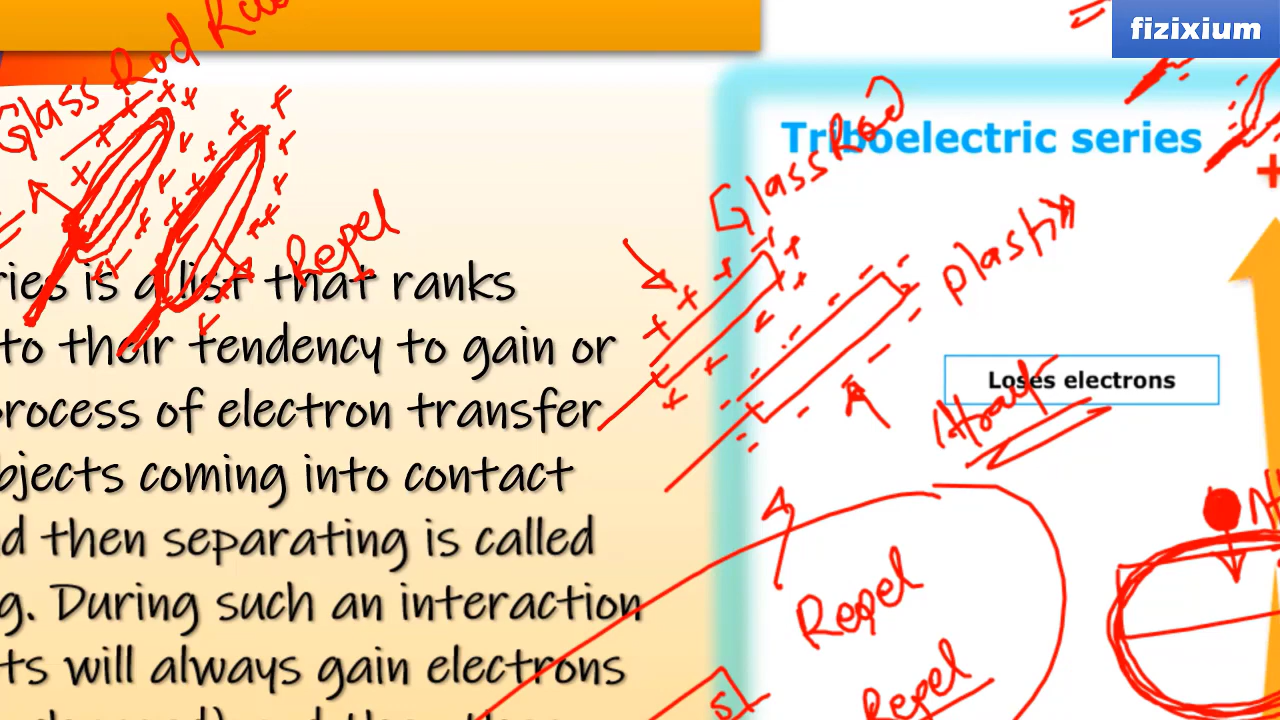 fizixium
Glass Rod
Triboelectric series
Glass Rod
+
Repel
plastic
ries is a list that ranks
to their tendency to gain or
Loses electrons
process of electron transfer
Attract
bjects coming into contact
d then separating is called
Repel
g. During such an interaction
ts will always gain electrons
Repel
S